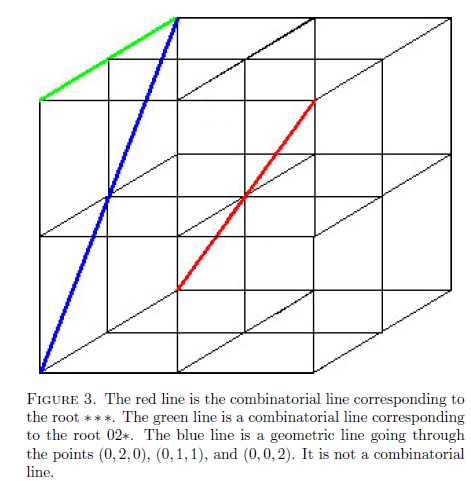 FIGURE 3. The red line is the combinatorial line corresponding to
the root ∗∗∗. The green line is a combinatorial line corresponding
to the root 02∗. The blue line is a geometric line going through
the points (0, 2, 0), (0, 1, 1), and (0, 0, 2). It is not a combinatorial
line.